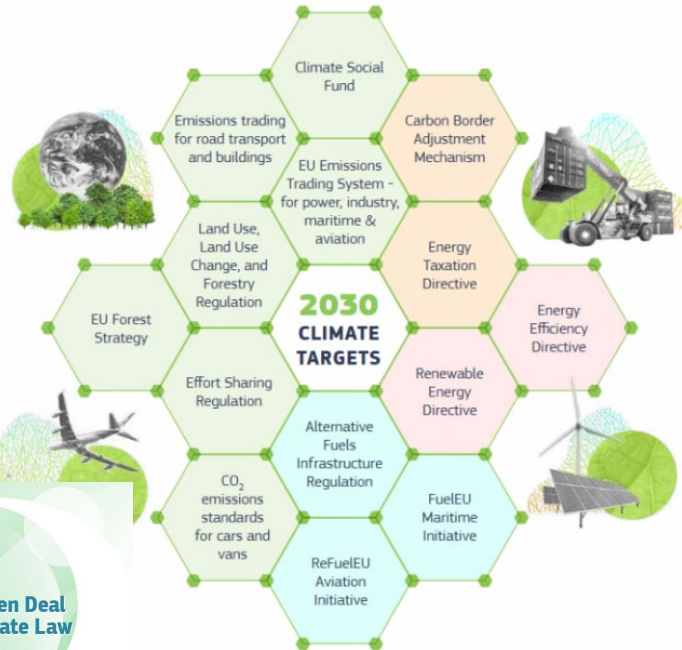 Climate Social
Fund
Emissions trading
for road transport
and buildings
Carbon Border
Adjustment
Mechanism
EU Emissions
Trading System -
for power, industry,
maritime &
aviation
Land Use,
Land Use
Change, and
Forestry
Regulation
Energy
Taxation
Directive
EU Forest
Strategy
2030
CLIMATE
TARGETS
Energy
Efficiency
Directive
Effort Sharing
Regulation
Renewable
Energy
Directive
Alternative
Fuels
Infrastructure
Regulation
CO₂
emissions
standards
for cars and
vans
FuelEU
Maritime
Initiative
ReFuelEU
Aviation
Initiative
Deal
Law